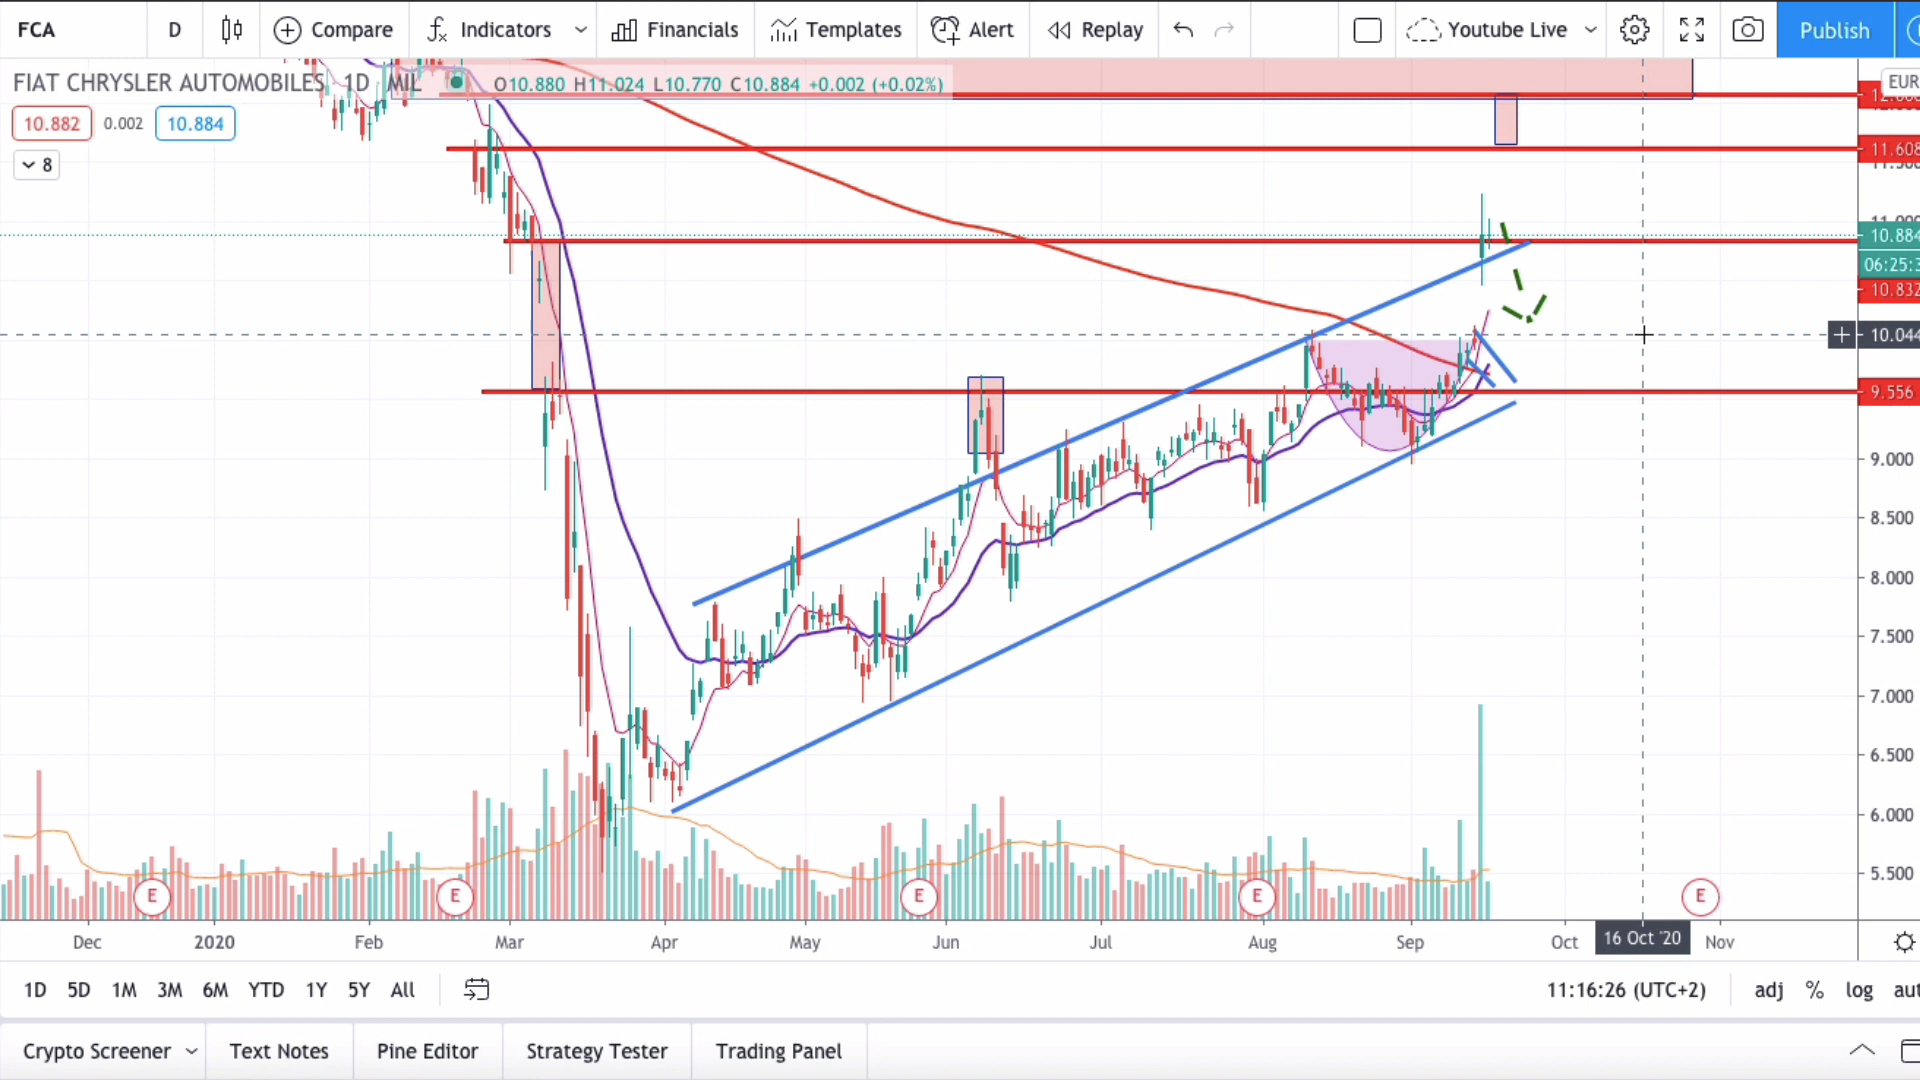 FCA D Compare Indicators Financials Templates Alert Replay Youtube Live Publish
FIAT CHRYSLER AUTOMOBILES · 1D · MIL O10.880 H11.024 L10.770 C10.884 +0.002 (+0.02%)
EUR
10.882 0.002 10.884
8
11.608
10.884
06:25:3
10.832
10.044
9.556
9.000
8.500
8.000
7.500
7.000
6.500
6.000
5.500
E E E E E
Dec 2020 Feb Mar Apr May Jun Jul Aug Sep Oct 16 Oct '20 Nov
1D 5D 1M 3M 6M YTD 1Y 5Y All 11:16:26 (UTC+2) adj % log aut
Crypto Screener Text Notes Pine Editor Strategy Tester Trading Panel